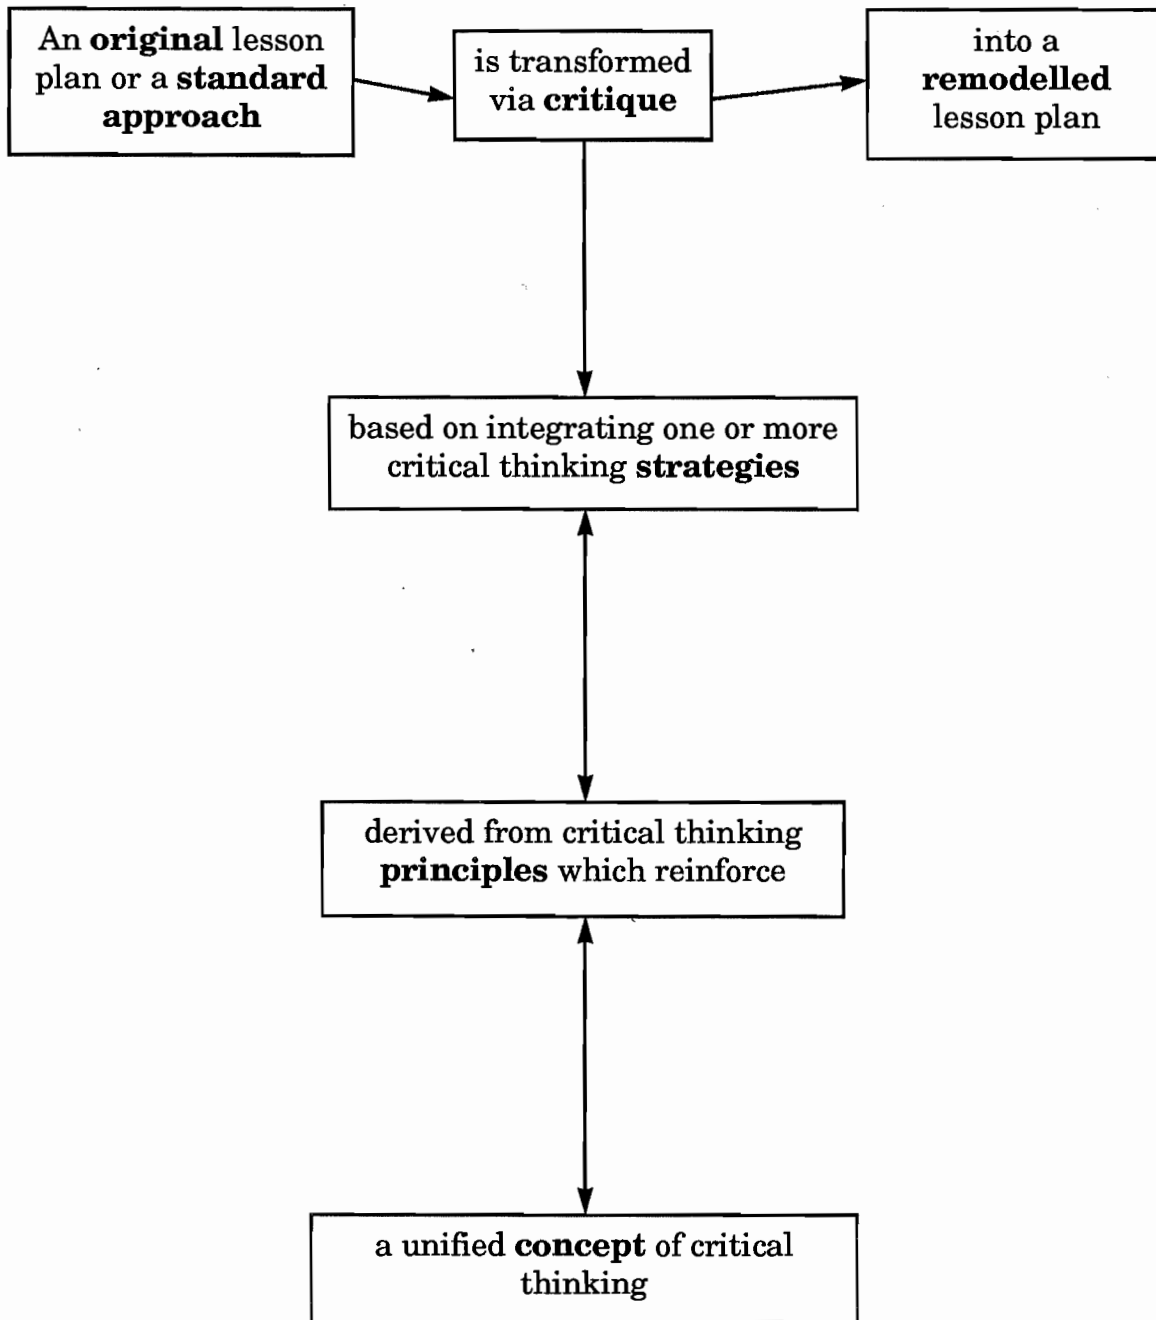 An original lesson
plan or a standard
approach
is transformed
via critique
into a
remodelled
lesson plan
based on integrating one or more
critical thinking strategies
derived from critical thinking
principles which reinforce
a unified concept of critical
thinking